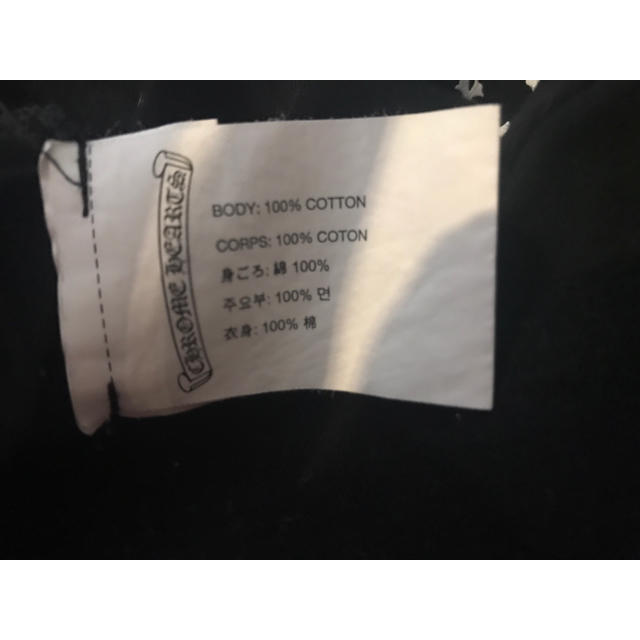 CHROME HEARTS
BODY: 100% COTTON
CORPS: 100% COTON
身ごろ: 綿 100%
주요부: 100% 면
衣身: 100% 棉